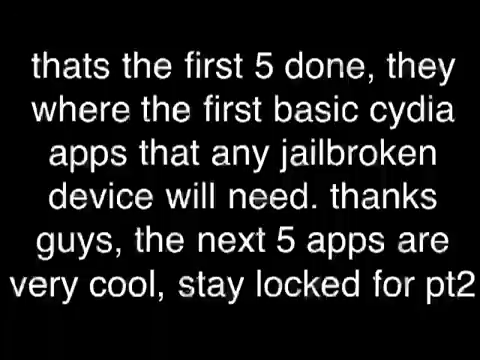 thats the first 5 done, they
where the first basic cydia
apps that any jailbroken
device will need. thanks
guys, the next 5 apps are
very cool, stay locked for pt2